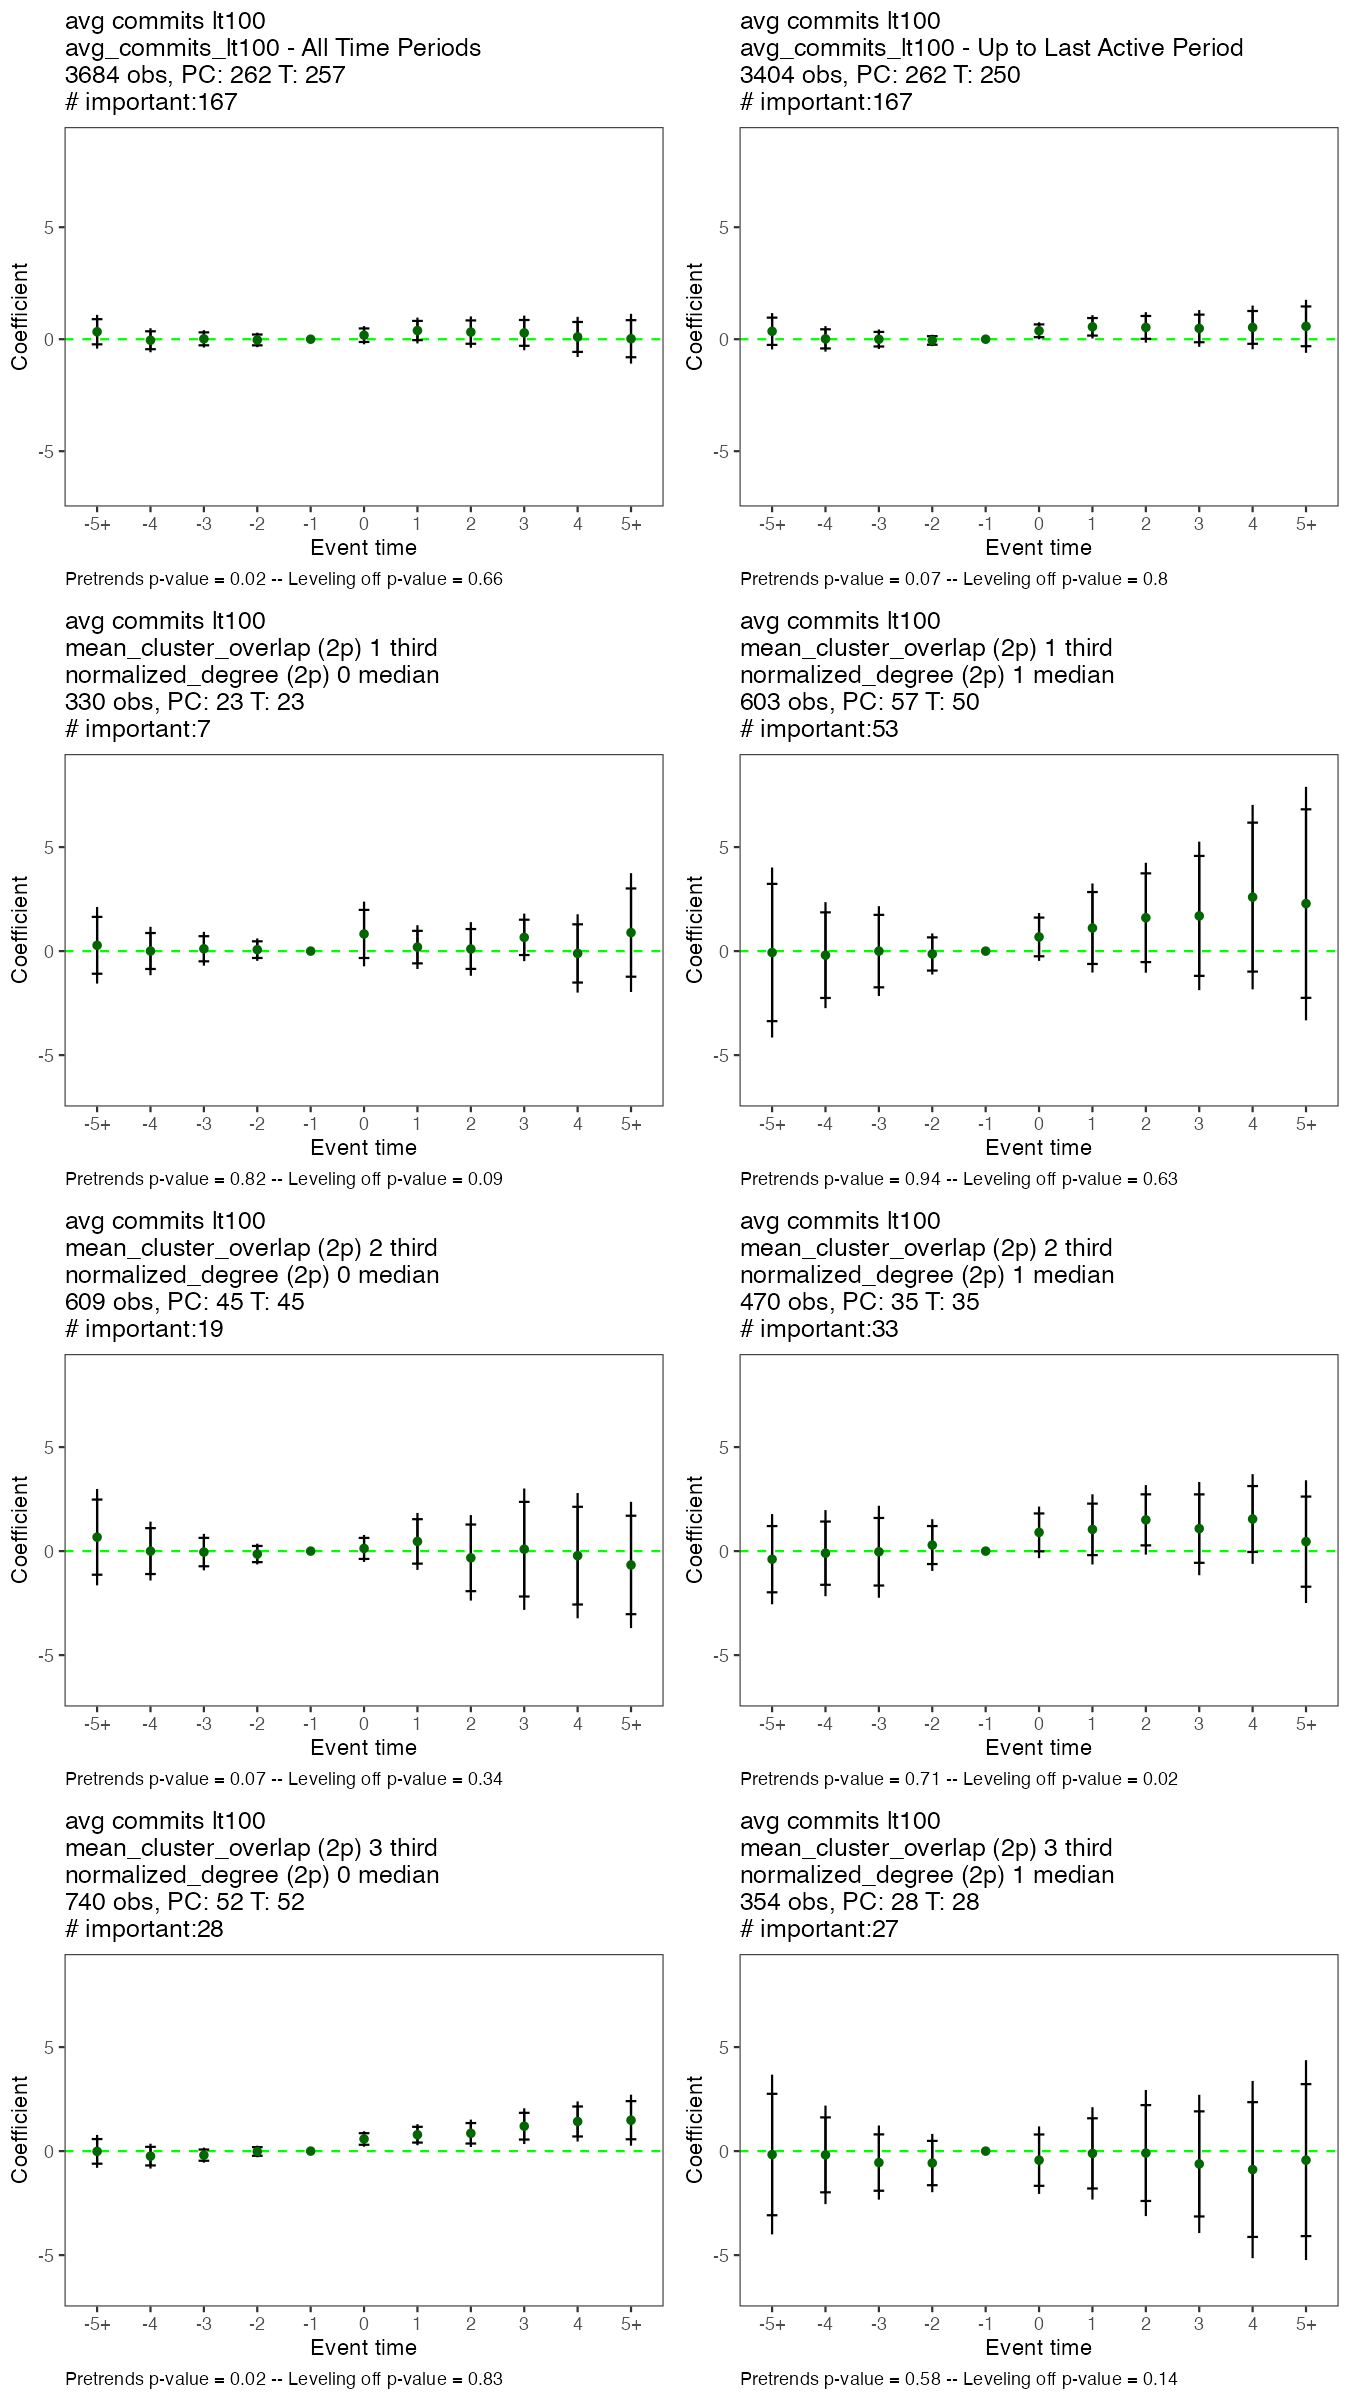 avg commits lt100
avg_commits_lt100 - All Time Periods
3684 obs, PC: 262 T: 257
# important:167
5
0
-5
Coefficient
-5+ -4 -3 -2 -1 0 1 2 3 4 5+
Event time
Pretrends p-value = 0.02 -- Leveling off p-value = 0.66
avg commits lt100
avg_commits_lt100 - Up to Last Active Period
3404 obs, PC: 262 T: 250
# important:167
5
0
-5
Coefficient
-5+ -4 -3 -2 -1 0 1 2 3 4 5+
Event time
Pretrends p-value = 0.07 -- Leveling off p-value = 0.8
avg commits lt100
mean_cluster_overlap (2p) 1 third
normalized_degree (2p) 0 median
330 obs, PC: 23 T: 23
# important:7
5
0
-5
Coefficient
-5+ -4 -3 -2 -1 0 1 2 3 4 5+
Event time
Pretrends p-value = 0.82 -- Leveling off p-value = 0.09
avg commits lt100
mean_cluster_overlap (2p) 1 third
normalized_degree (2p) 1 median
603 obs, PC: 57 T: 50
# important:53
5
0
-5
Coefficient
-5+ -4 -3 -2 -1 0 1 2 3 4 5+
Event time
Pretrends p-value = 0.94 -- Leveling off p-value = 0.63
avg commits lt100
mean_cluster_overlap (2p) 2 third
normalized_degree (2p) 0 median
609 obs, PC: 45 T: 45
# important:19
5
0
-5
Coefficient
-5+ -4 -3 -2 -1 0 1 2 3 4 5+
Event time
Pretrends p-value = 0.07 -- Leveling off p-value = 0.34
avg commits lt100
mean_cluster_overlap (2p) 2 third
normalized_degree (2p) 1 median
470 obs, PC: 35 T: 35
# important:33
5
0
-5
Coefficient
-5+ -4 -3 -2 -1 0 1 2 3 4 5+
Event time
Pretrends p-value = 0.71 -- Leveling off p-value = 0.02
avg commits lt100
mean_cluster_overlap (2p) 3 third
normalized_degree (2p) 0 median
740 obs, PC: 52 T: 52
# important:28
5
0
-5
Coefficient
-5+ -4 -3 -2 -1 0 1 2 3 4 5+
Event time
Pretrends p-value = 0.02 -- Leveling off p-value = 0.83
avg commits lt100
mean_cluster_overlap (2p) 3 third
normalized_degree (2p) 1 median
354 obs, PC: 28 T: 28
# important:27
5
0
-5
Coefficient
-5+ -4 -3 -2 -1 0 1 2 3 4 5+
Event time
Pretrends p-value = 0.58 -- Leveling off p-value = 0.14